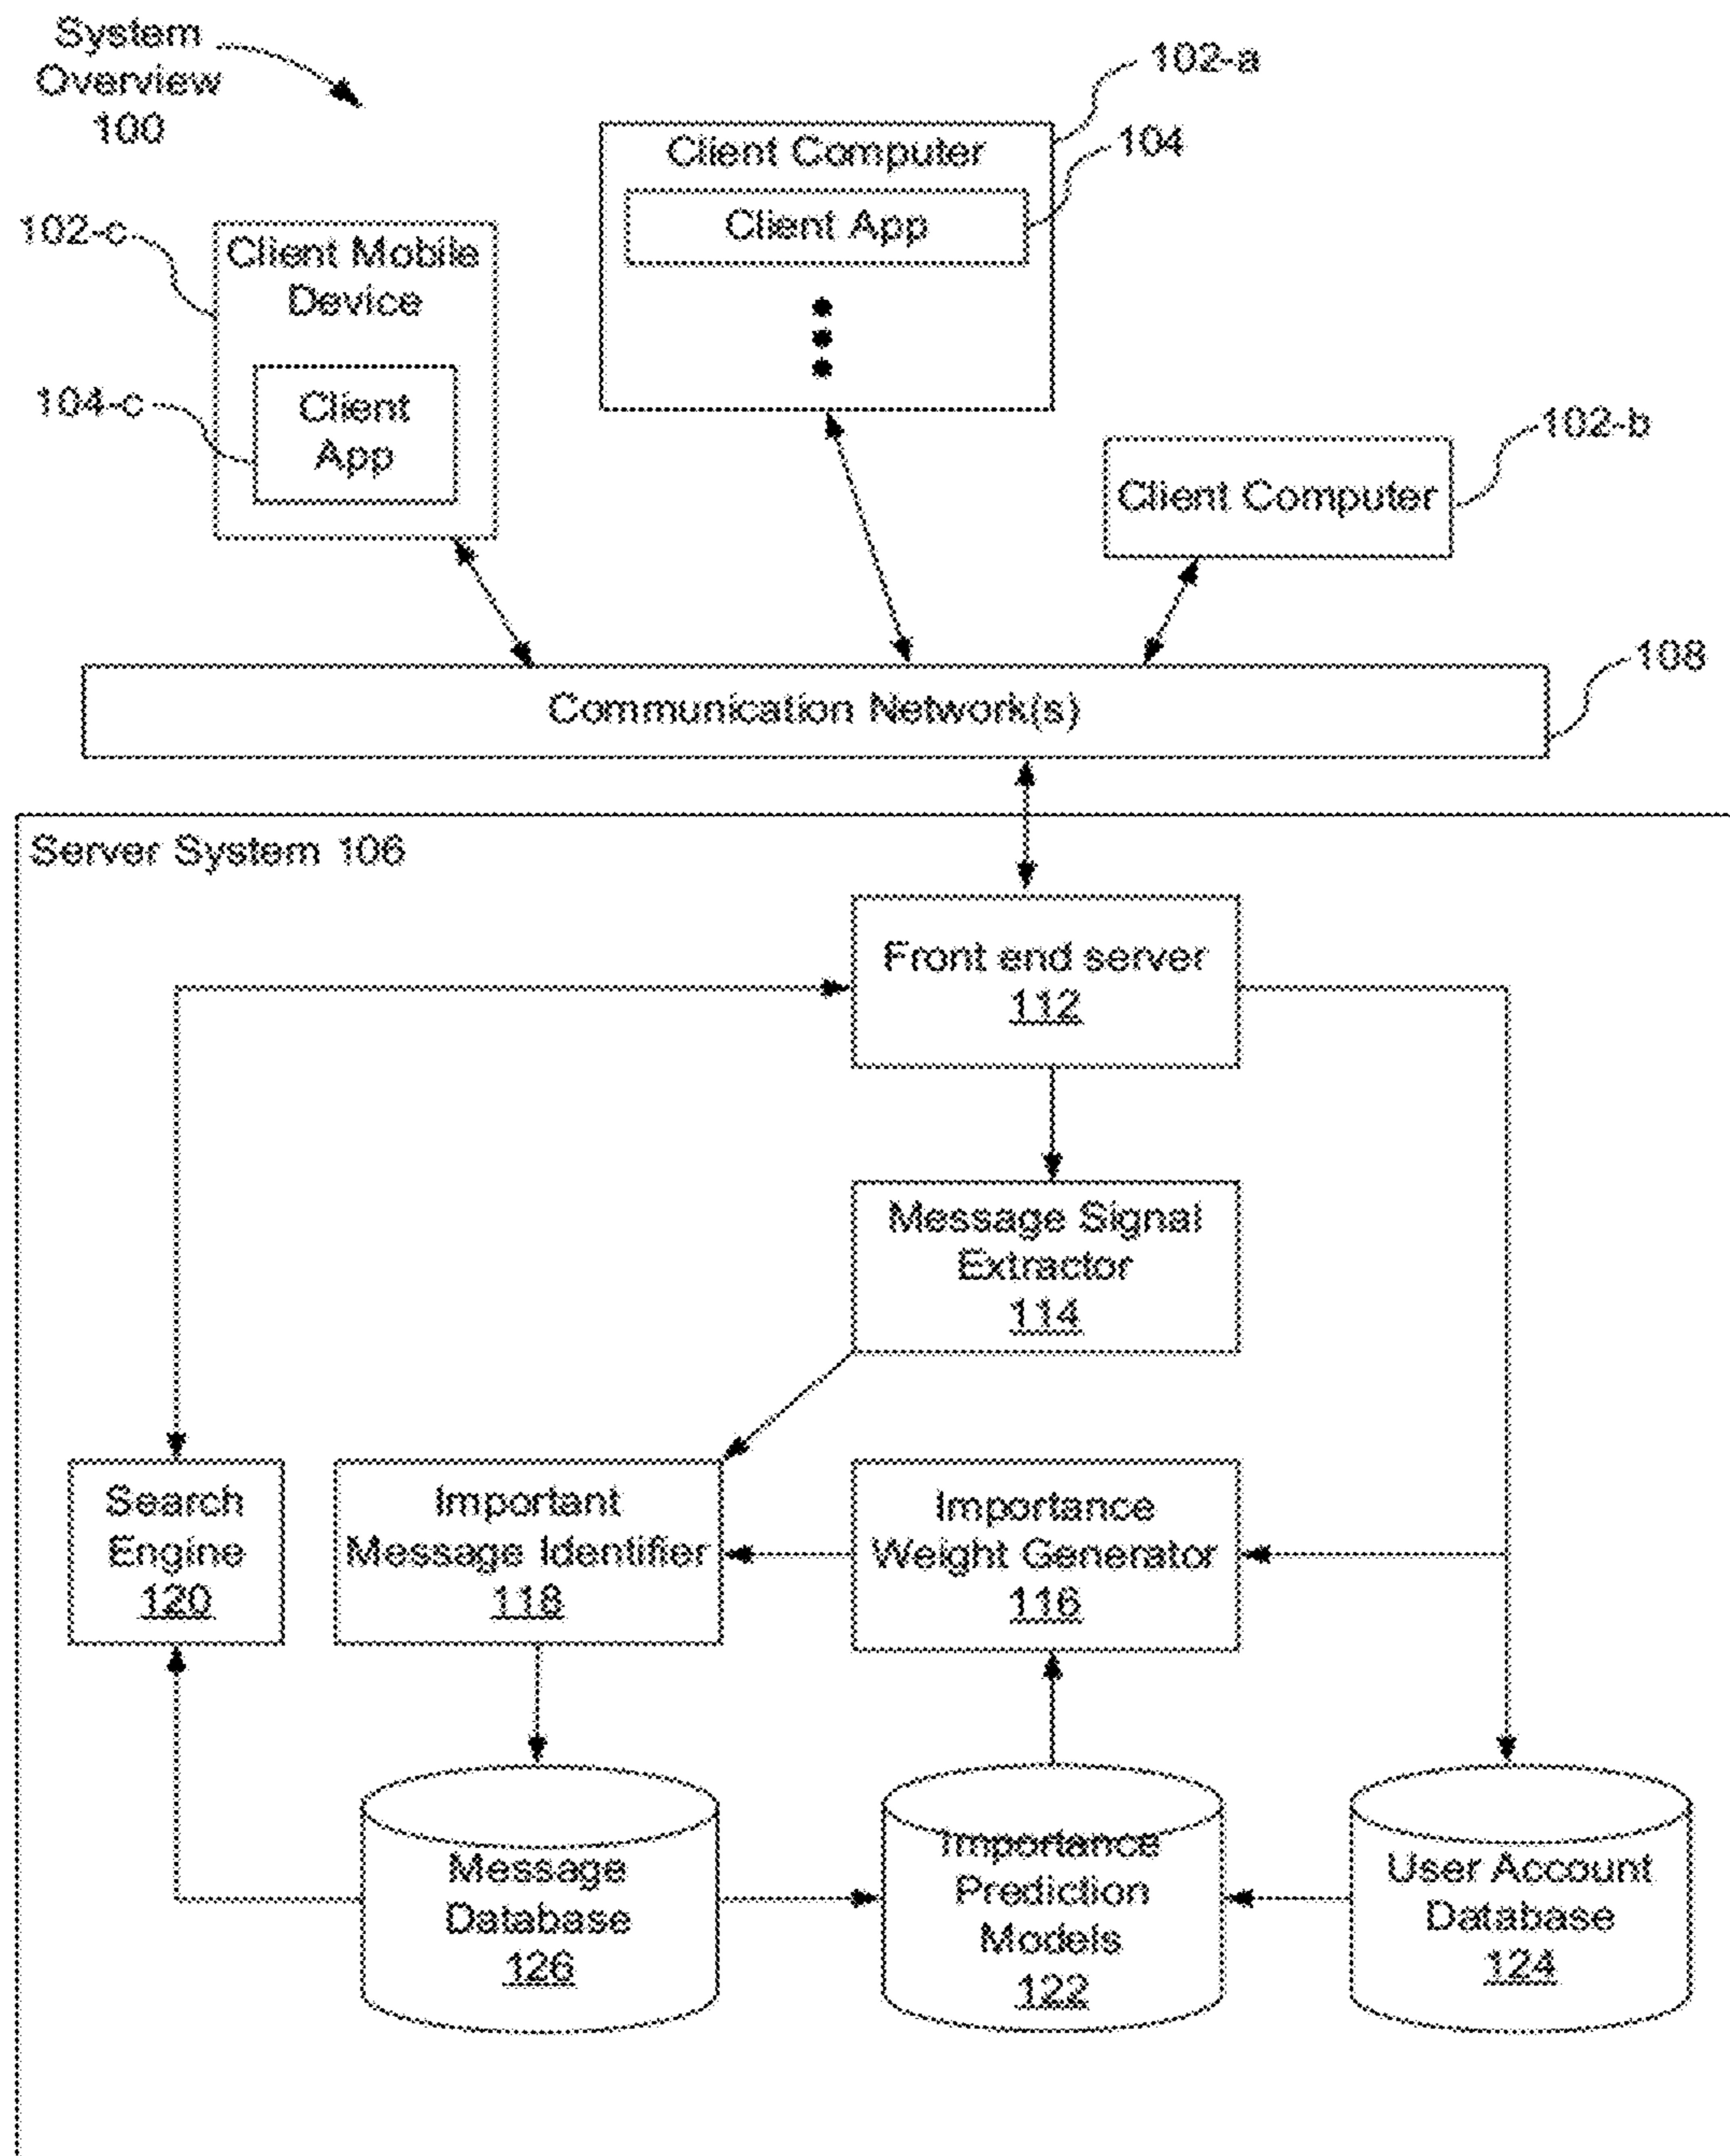 System
Overview
100
102-a
Client Computer
104
Client App
102-c
Client Mobile
Device
104-c
Client
App
102-b
Client Computer
108
Communication Network(s)
Server System 106
Front end server
112
Message Signal
Extractor
114
Search
Engine
120
Important
Message Identifier
118
Importance
Weight Generator
116
Message
Database
126
Importance
Prediction
Models
122
User Account
Database
124